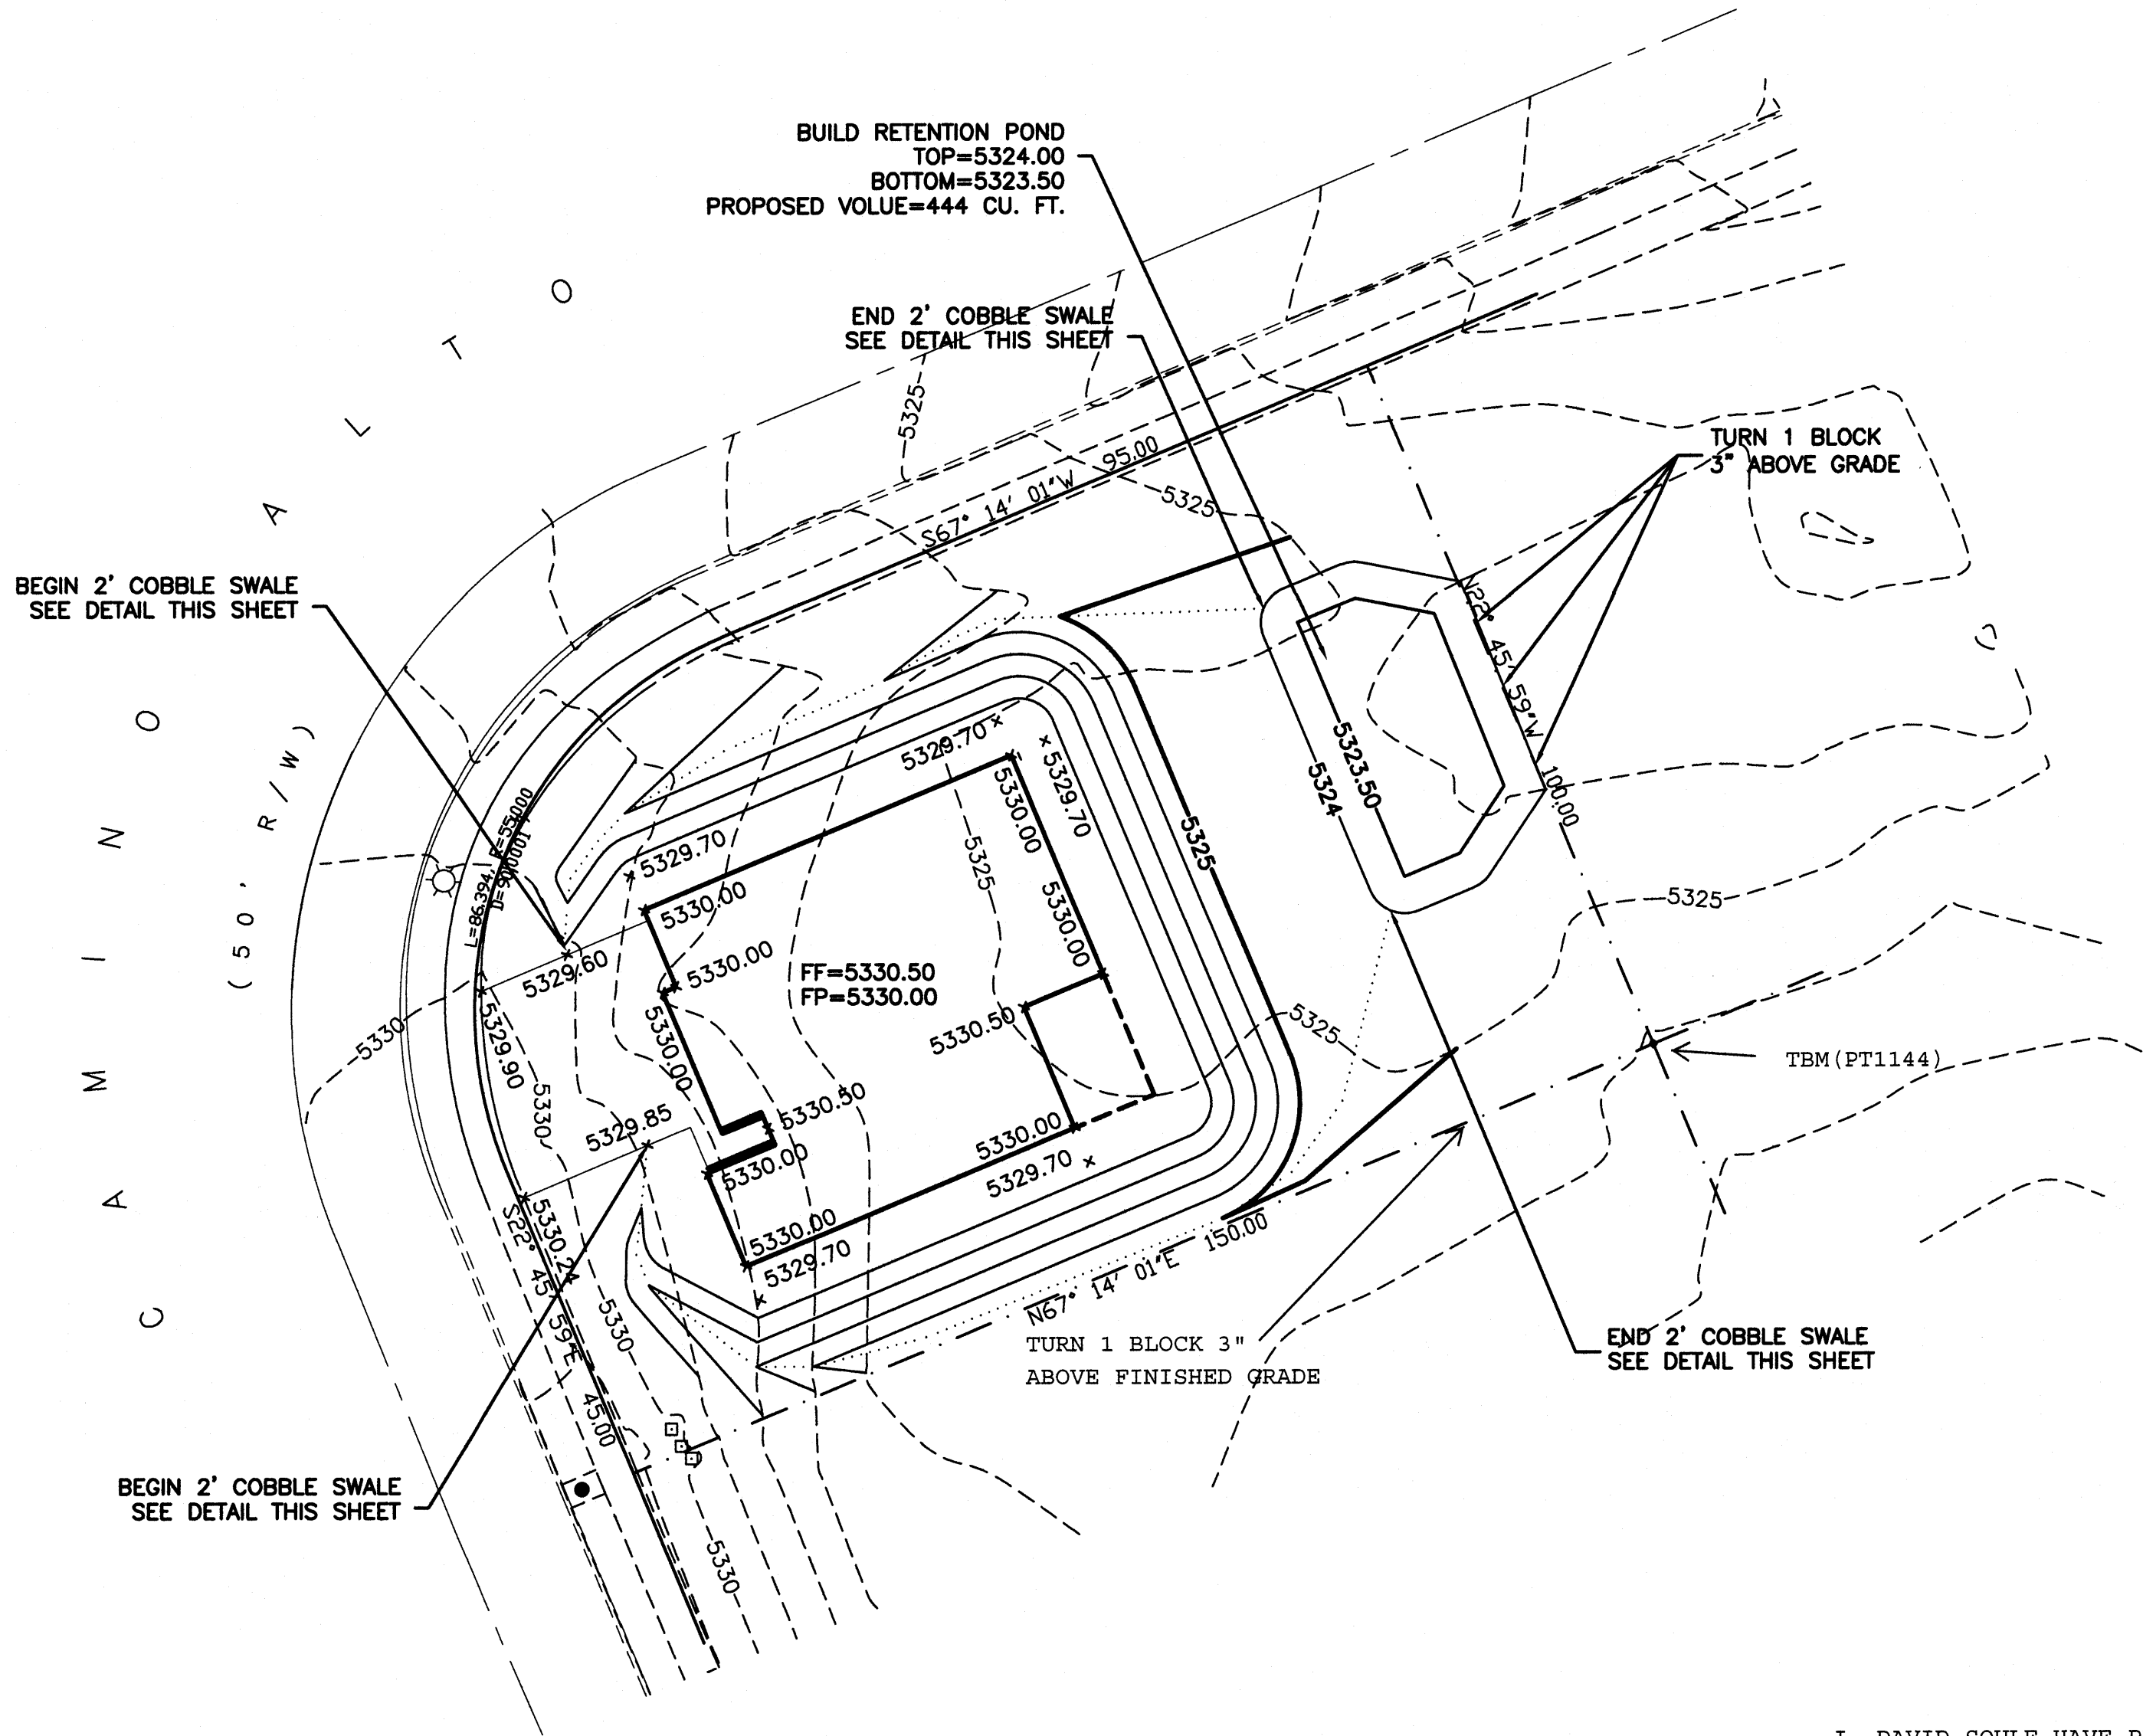 BUILD RETENTION POND
TOP=5324.00
BOTTOM=5323.50
PROPOSED VOLUE=444 CU. FT.
END 2' COBBLE SWALE
SEE DETAIL THIS SHEET
TURN 1 BLOCK
3" ABOVE GRADE
BEGIN 2' COBBLE SWALE
SEE DETAIL THIS SHEET
CAMINO ALTO
(50' R/W)
5325
S67° 14' 01"W 95.00
5325
N22° 45' 59"W 100.00
5323.50
5324
5325
5329.70
5329.70
5330.00
5330.00
5329.70
5330.00
5325
5330.00
FF=5330.50
FP=5330.00
5329.60
5329.90
5330
5330
5330.00
5330.50
5325
5325
TBM(PT1144)
5329.85
5330.50
5330.00
5330.00
5329.70
5330.00
5329.70
5330.24
S22° 45' 59"E 45.00
5330
5330
N67° 14' 01"E 150.00
TURN 1 BLOCK 3"
ABOVE FINISHED GRADE
END 2' COBBLE SWALE
SEE DETAIL THIS SHEET
BEGIN 2' COBBLE SWALE
SEE DETAIL THIS SHEET